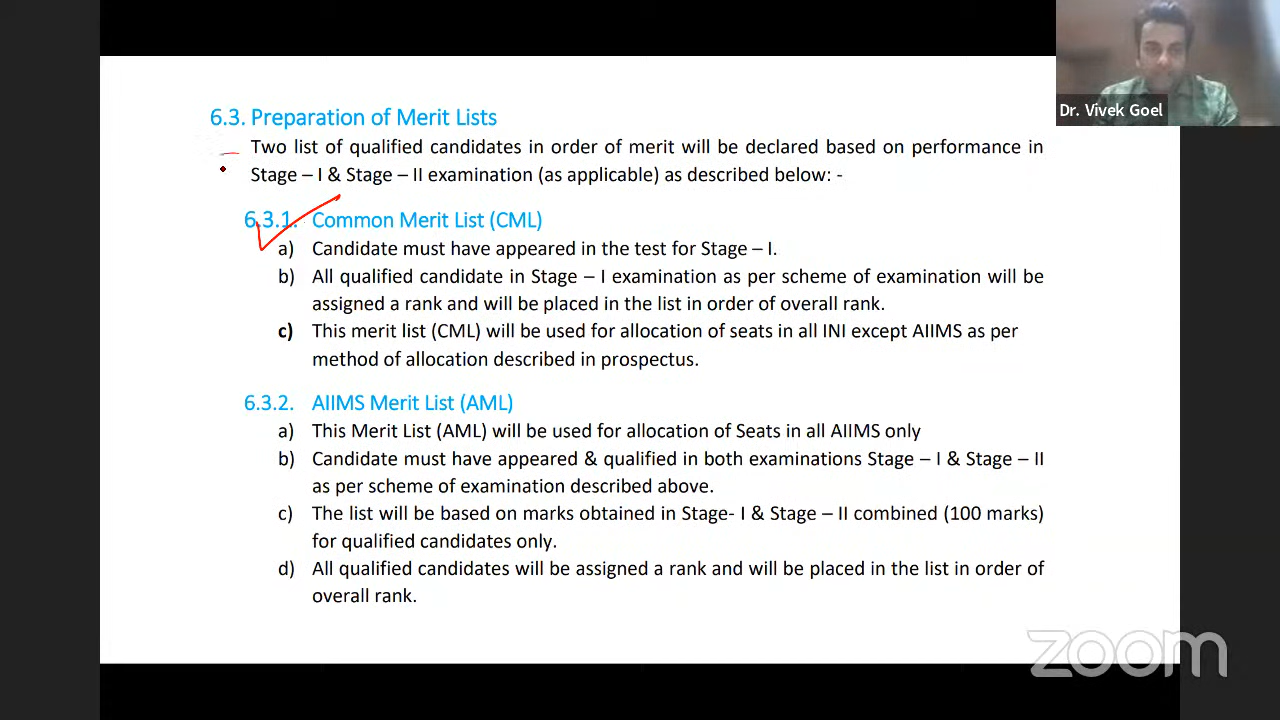 Dr. Vivek Goel
6.3. Preparation of Merit Lists
Two list of qualified candidates in order of merit will be declared based on performance in
Stage – I & Stage – II examination (as applicable) as described below: -
6.3.1. Common Merit List (CML)
a) Candidate must have appeared in the test for Stage – I.
b) All qualified candidate in Stage – I examination as per scheme of examination will be
assigned a rank and will be placed in the list in order of overall rank.
c) This merit list (CML) will be used for allocation of seats in all INI except AIIMS as per
method of allocation described in prospectus.
6.3.2. AIIMS Merit List (AML)
a) This Merit List (AML) will be used for allocation of Seats in all AIIMS only
b) Candidate must have appeared & qualified in both examinations Stage – I & Stage – II
as per scheme of examination described above.
c) The list will be based on marks obtained in Stage- I & Stage – II combined (100 marks)
for qualified candidates only.
d) All qualified candidates will be assigned a rank and will be placed in the list in order of
overall rank.
zoom